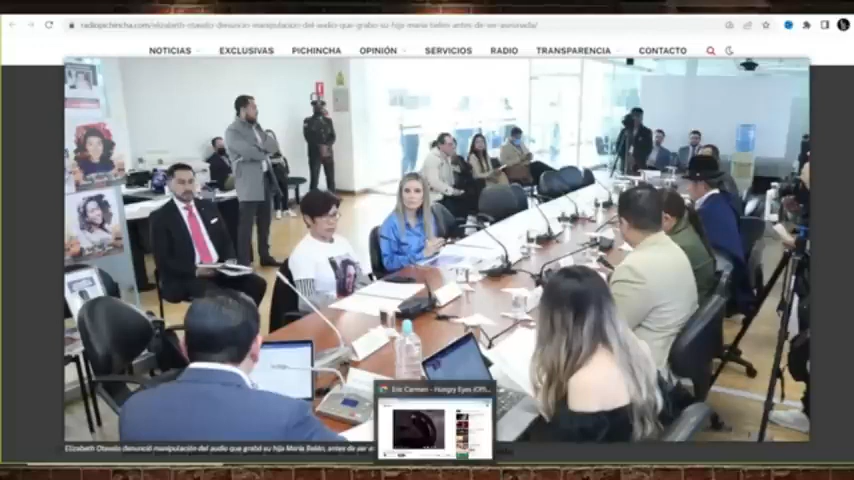 radiopichincha.com/elizabeth-otavalo-denuncio-manipulacion-del-audio-que-grabo-su-hija-maria-belen-antes-de-ser-asesinada/
NOTICIAS EXCLUSIVAS PICHINCHA OPINIÓN SERVICIOS RADIO TRANSPARENCIA CONTACTO
Eric Carmen - Hungry Eyes (Offi...
Elizabeth Otavalo denunció manipulación del audio que grabó su hija María Belén, antes de ser